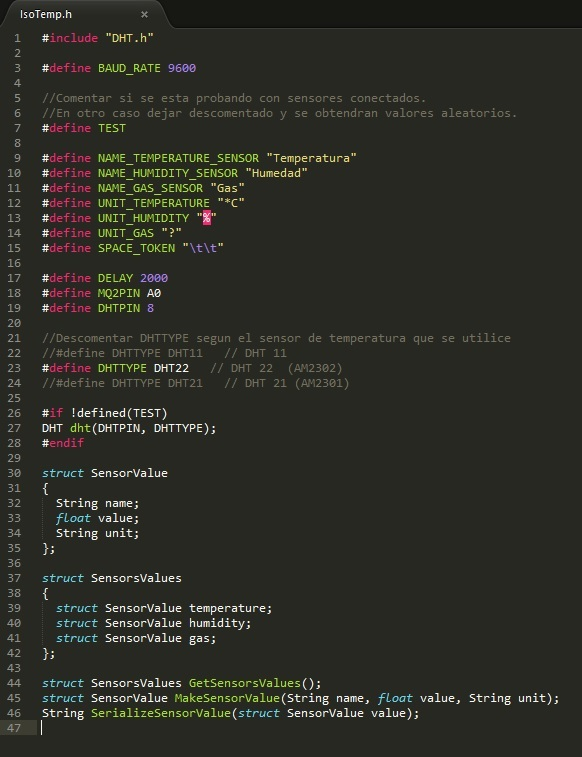 IsoTemp.h ×
1 #include "DHT.h"
2
3 #define BAUD_RATE 9600
4
5 //Comentar si se esta probando con sensores conectados.
6 //En otro caso dejar descomentado y se obtendran valores aleatorios.
7 #define TEST
8
9 #define NAME_TEMPERATURE_SENSOR "Temperatura"
10 #define NAME_HUMIDITY_SENSOR "Humedad"
11 #define NAME_GAS_SENSOR "Gas"
12 #define UNIT_TEMPERATURE "*C"
13 #define UNIT_HUMIDITY "%"
14 #define UNIT_GAS "?"
15 #define SPACE_TOKEN "\t\t"
16
17 #define DELAY 2000
18 #define MQ2PIN A0
19 #define DHTPIN 8
20
21 //Descomentar DHTTYPE segun el sensor de temperatura que se utilice
22 //#define DHTTYPE DHT11   // DHT 11
23 #define DHTTYPE DHT22   // DHT 22  (AM2302)
24 //#define DHTTYPE DHT21   // DHT 21 (AM2301)
25
26 #if !defined(TEST)
27 DHT dht(DHTPIN, DHTTYPE);
28 #endif
29
30 struct SensorValue
31 {
32   String name;
33   float value;
34   String unit;
35 };
36
37 struct SensorsValues
38 {
39   struct SensorValue temperature;
40   struct SensorValue humidity;
41   struct SensorValue gas;
42 };
43
44 struct SensorsValues GetSensorsValues();
45 struct SensorValue MakeSensorValue(String name, float value, String unit);
46 String SerializeSensorValue(struct SensorValue value);
47